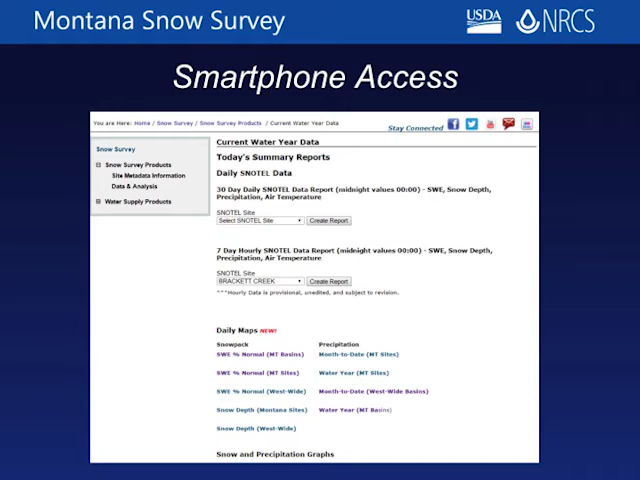 Montana Snow Survey
USDA
NRCS
Smartphone Access
You are Here: Home / Snow Survey / Snow Survey Products / Current Water Year Data
Stay Connected
Snow Survey
Snow Survey Products
Site Metadata Information
Data & Analysis
Water Supply Products
Current Water Year Data
Today's Summary Reports
Daily SNOTEL Data
30 Day Daily SNOTEL Data Report (midnight values 00:00) - SWE, Snow Depth,
Precipitation, Air Temperature
SNOTEL Site
Select SNOTEL Site Create Report
7 Day Hourly SNOTEL Data Report (midnight values 00:00) - SWE, Snow Depth,
Precipitation, Air Temperature
SNOTEL Site
BRACKETT CREEK Create Report
***Hourly Data is provisional, unedited, and subject to revision.
Daily Maps NEW!
Snowpack Precipitation
SWE % Normal (MT Basins) Month-to-Date (MT Sites)
SWE % Normal (MT Sites) Water Year (MT Sites)
SWE % Normal (West-Wide) Month-to-Date (West-Wide Basins)
Snow Depth (Montana Sites) Water Year (MT Basins)
Snow Depth (West-Wide)
Snow and Precipitation Graphs